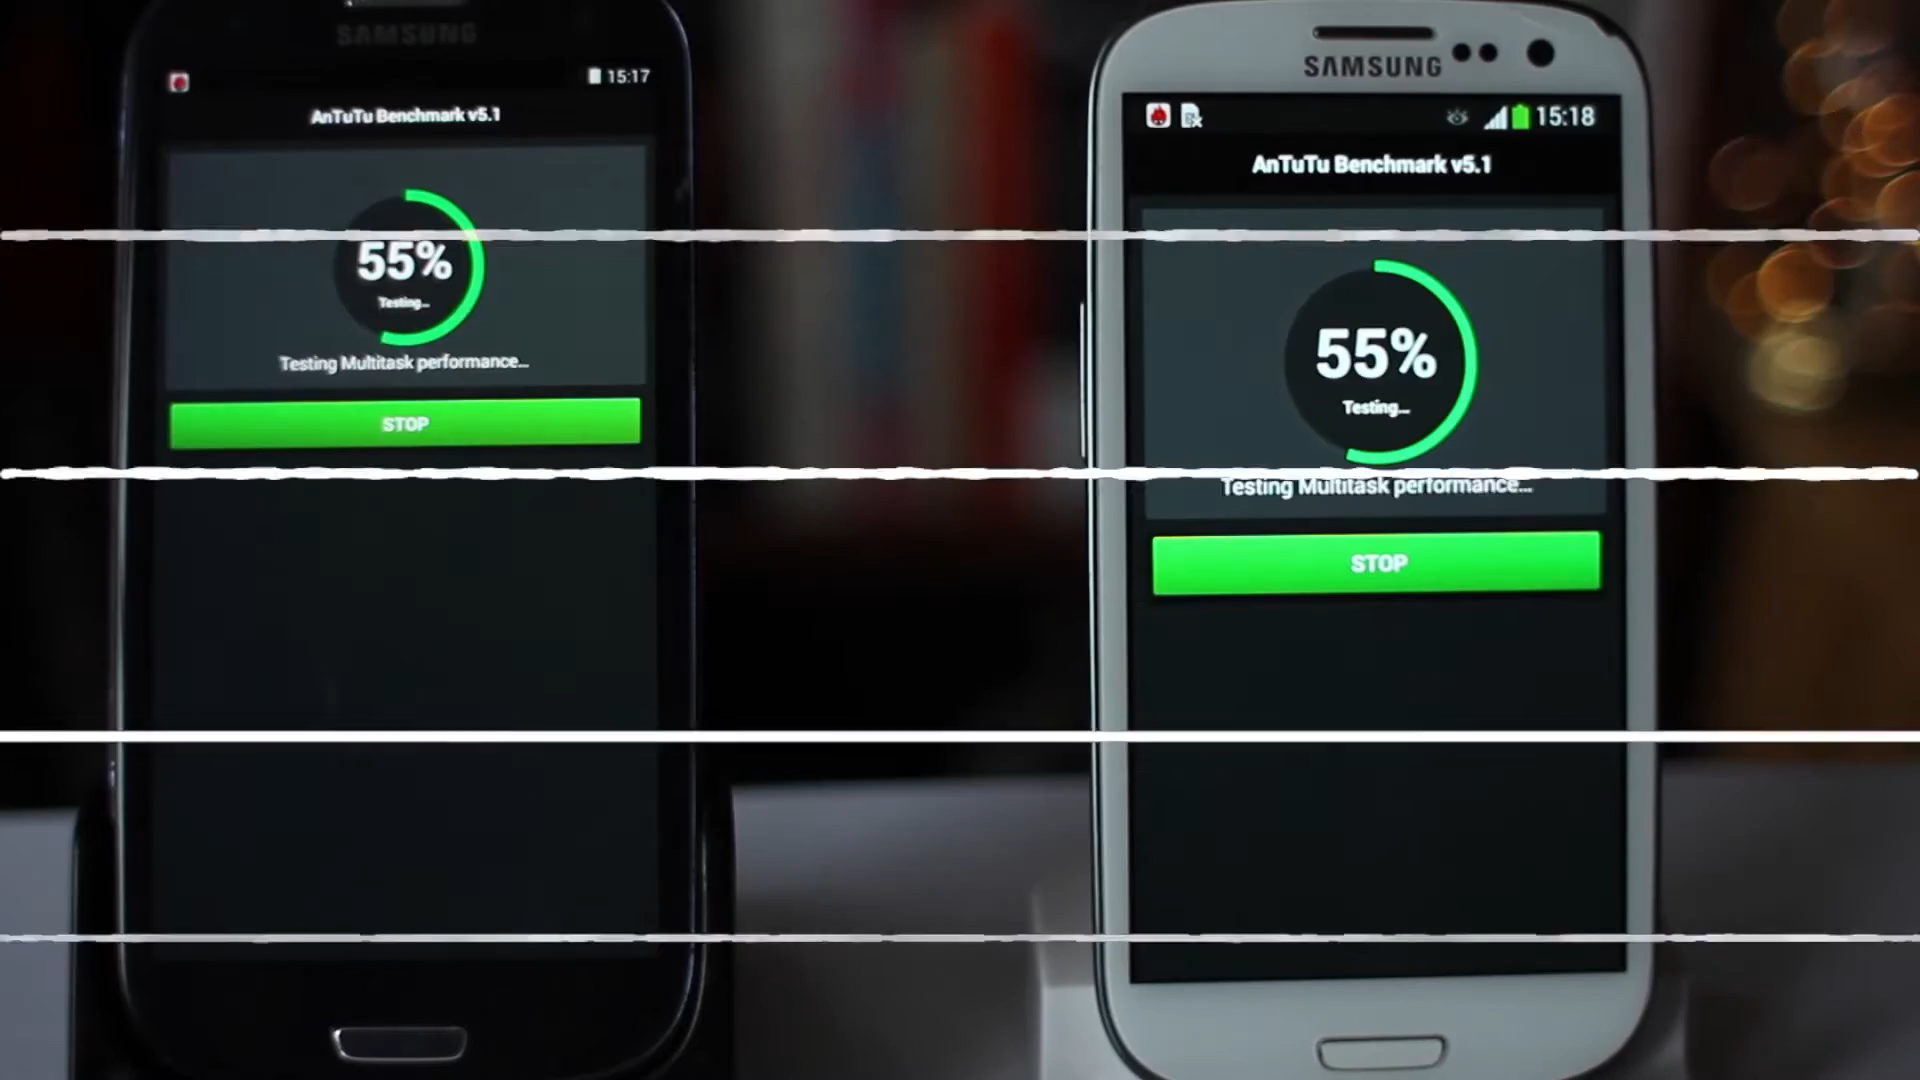 SAMSUNG
15:17
AnTuTu Benchmark v5.1
55%
Testing...
Testing Multitask performance...
STOP
SAMSUNG
15:18
AnTuTu Benchmark v5.1
55%
Testing...
Testing Multitask performance...
STOP